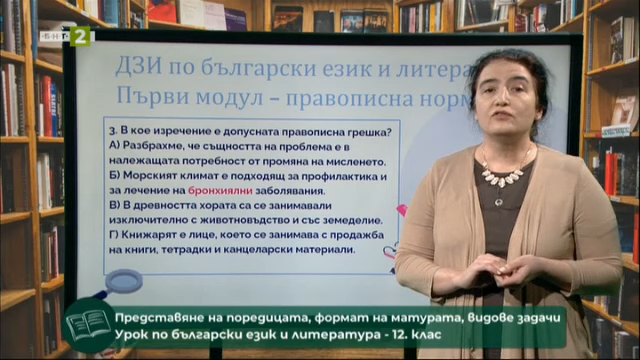 БНТ 2
ДЗИ по български език и литера
Първи модул – правописна норм
3. В кое изречение е допусната правописна грешка?
А) Разбрахме, че същността на проблема е в
належащата потребност от промяна на мисленето.
Б) Морският климат е подходящ за профилактика и
за лечение на бронхиялни заболявания.
В) В древността хората са се занимавали
изключително с животновъдство и със земеделие.
Г) Книжарят е лице, което се занимава с продажба
на книги, тетрадки и канцеларски материали.
Представяне на поредицата, формат на матурата, видове задачи
Урок по български език и литература - 12. клас